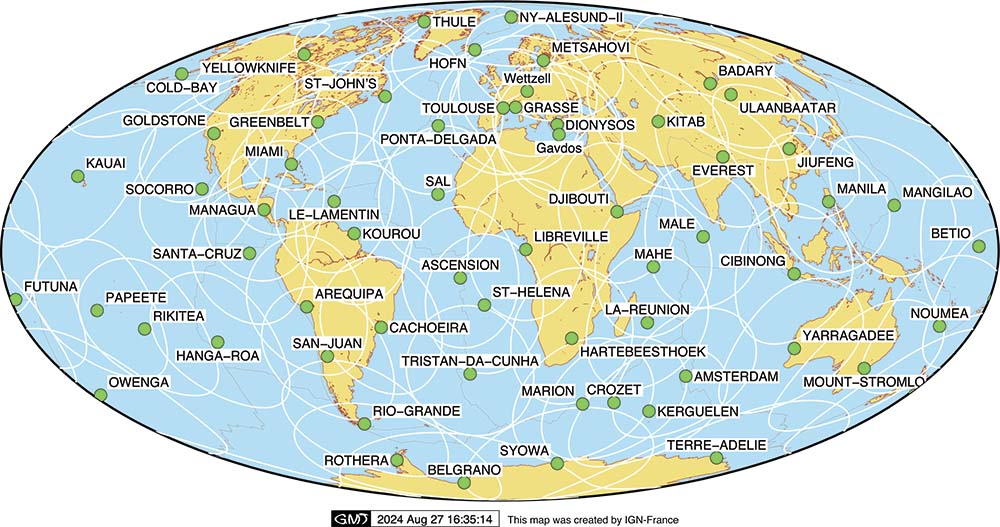 THULE
NY-ALESUND-II
YELLOWKNIFE
HOFN
METSAHOVI
COLD-BAY
ST-JOHN'S
Wettzell
BADARY
TOULOUSE
GRASSE
ULAANBAATAR
GOLDSTONE
GREENBELT
PONTA-DELGADA
DIONYSOS
KITAB
Gavdos
MIAMI
KAUAI
EVEREST
JIUFENG
SOCORRO
SAL
MANILA
MANGILAO
MANAGUA
LE-LAMENTIN
DJIBOUTI
KOUROU
LIBREVILLE
MALE
BETIO
SANTA-CRUZ
ASCENSION
MAHE
CIBINONG
FUTUNA
PAPEETE
AREQUIPA
ST-HELENA
RIKITEA
LA-REUNION
NOUMEA
CACHOEIRA
HANGA-ROA
SAN-JUAN
YARRAGADEE
TRISTAN-DA-CUNHA
HARTEBEESTHOEK
OWENGA
AMSTERDAM
MOUNT-STROMLO
MARION
CROZET
RIO-GRANDE
KERGUELEN
TERRE-ADELIE
SYOWA
ROTHERA
BELGRANO
GMT 2024 Aug 27 16:35:14 This map was created by IGN-France